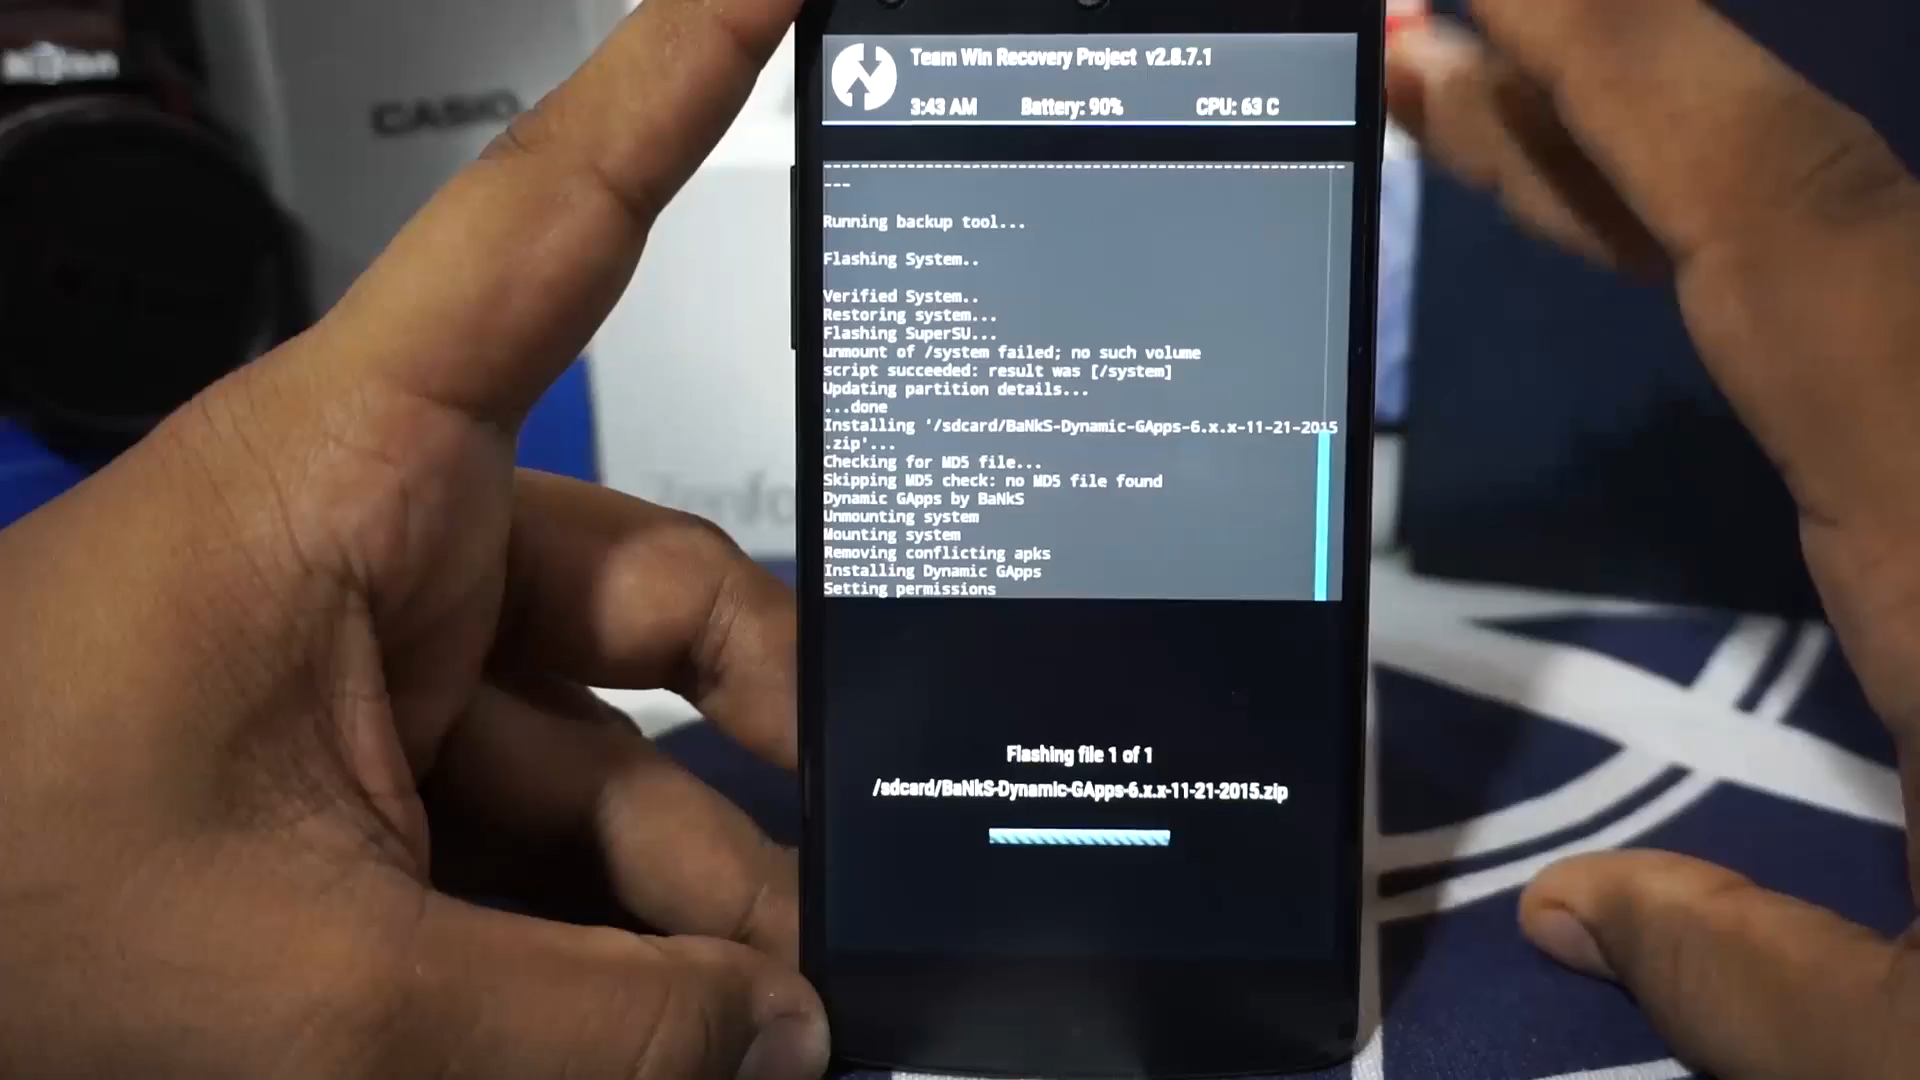 Nikon
CASIO
Team Win Recovery Project v2.8.7.1
3:43 AM Battery: 90% CPU: 63 C
---------------------------------------------------------
---
Running backup tool...
Flashing System..
Verified System..
Restoring system...
Flashing SuperSU...
unmount of /system failed; no such volume
script succeeded: result was [/system]
Updating partition details...
...done
Installing '/sdcard/BaNkS-Dynamic-GApps-6.x.x-11-21-2015
.zip'...
Checking for MD5 file...
Skipping MD5 check: no MD5 file found
Dynamic GApps by BaNkS
Unmounting system
Mounting system
Removing conflicting apks
Installing Dynamic GApps
Setting permissions
Flashing file 1 of 1
/sdcard/BaNkS-Dynamic-GApps-6.x.x-11-21-2015.zip